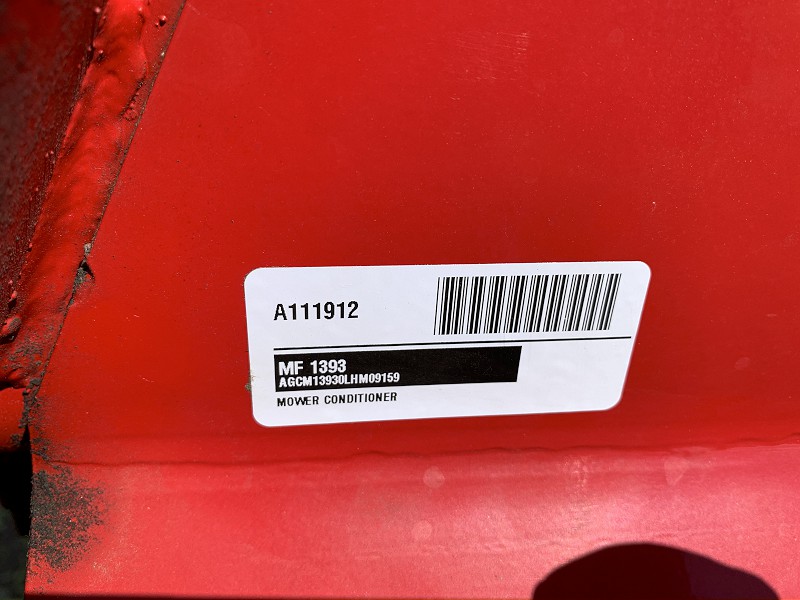 A111912
MF 1393
AGCM13930LHM09159
MOWER CONDITIONER